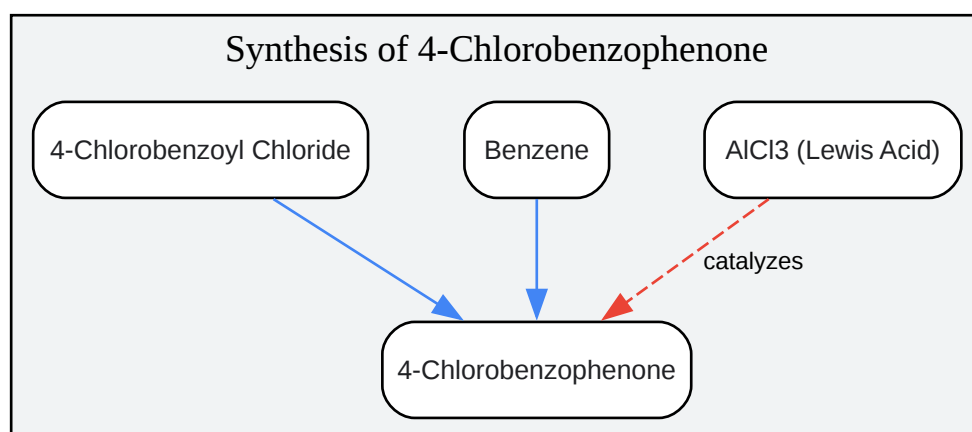 Synthesis of 4-Chlorobenzophenone
4-Chlorobenzoyl Chloride
Benzene
AlCl3 (Lewis Acid)
catalyzes
4-Chlorobenzophenone